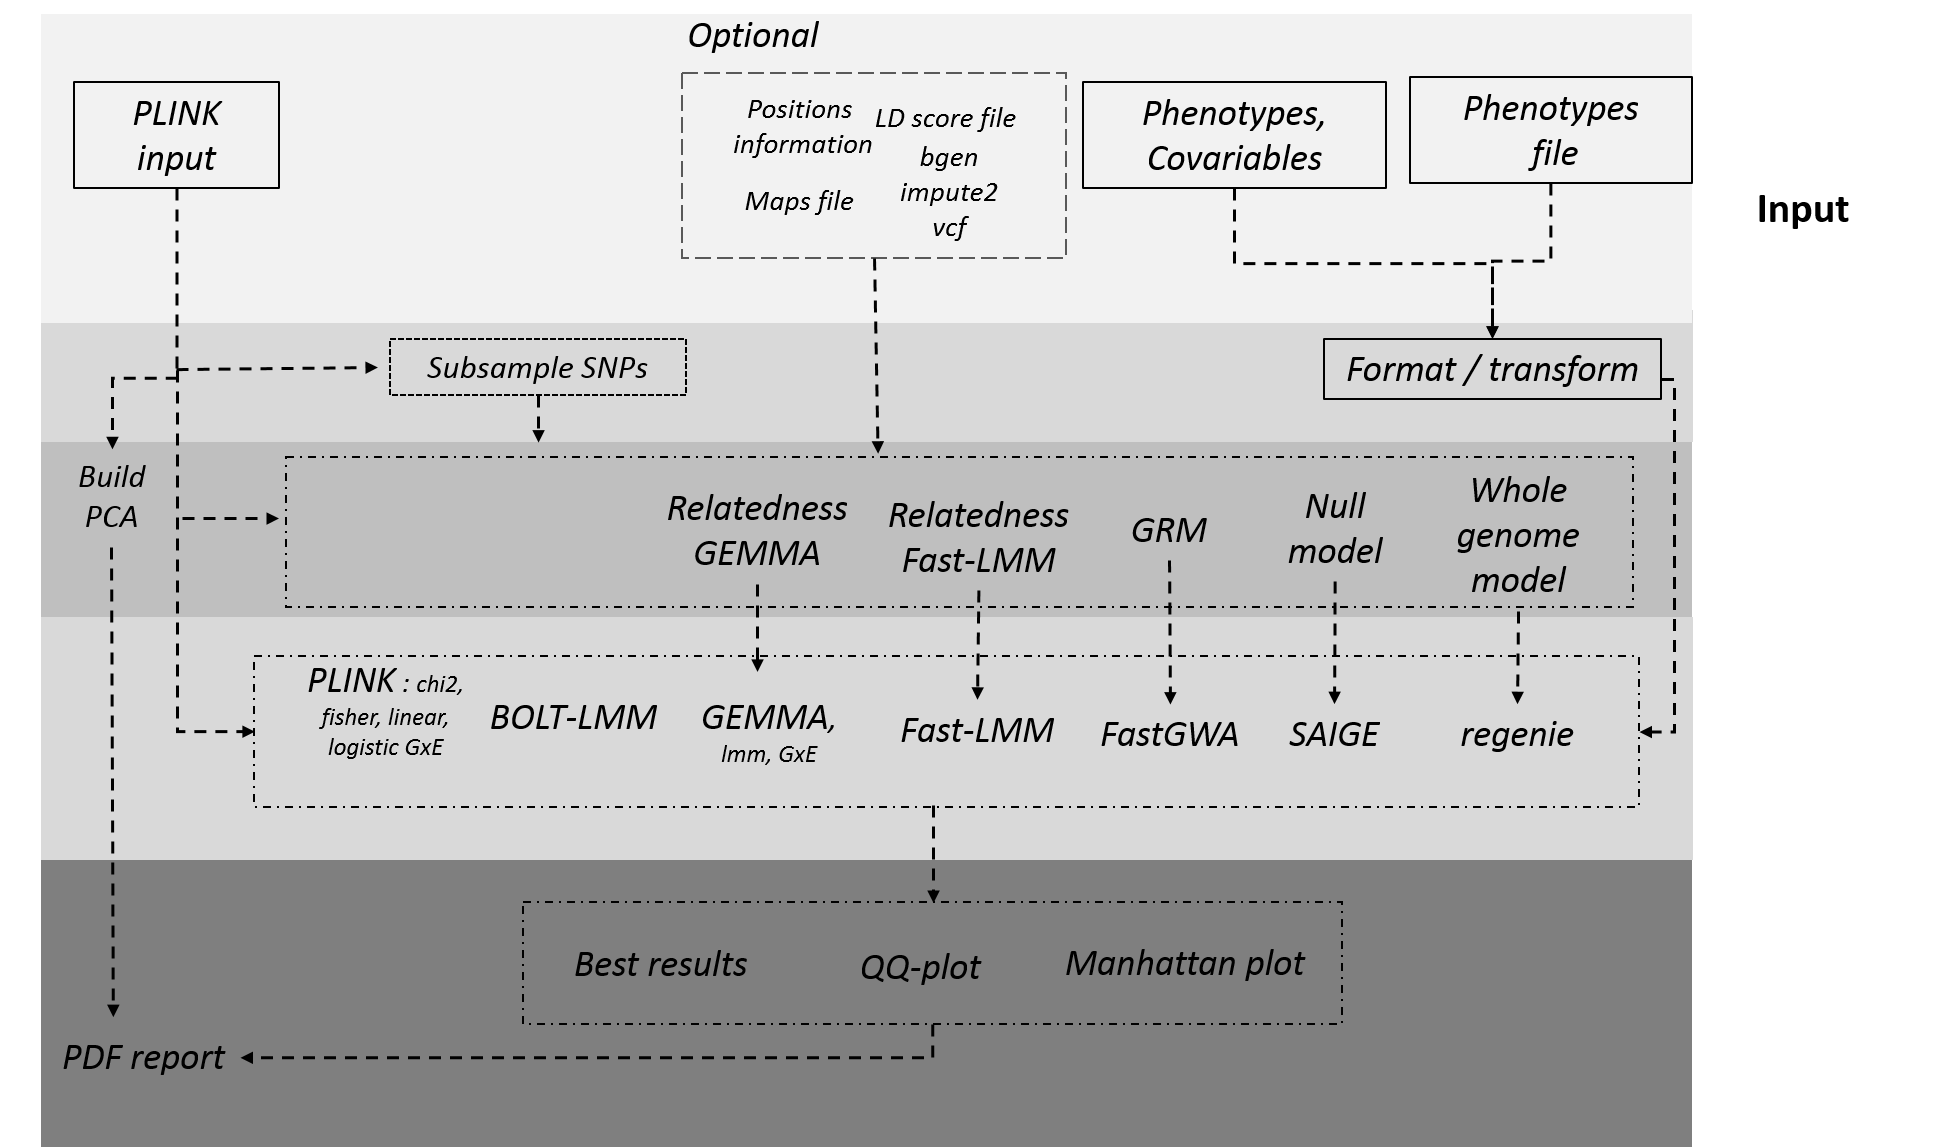 Optional
PLINK
input
Positions
information
Maps file
LD score file
bgen
impute2
vcf
Phenotypes,
Covariables
Phenotypes
file
Input
Subsample SNPs
Format / transform
Build
PCA
Relatedness
GEMMA
Relatedness
Fast-LMM
GRM
Null
model
Whole
genome
model
PLINK : chi2,
fisher, linear,
logistic GxE
BOLT-LMM
GEMMA,
lmm, GxE
Fast-LMM
FastGWA
SAIGE
regenie
Best results
QQ-plot
Manhattan plot
PDF report